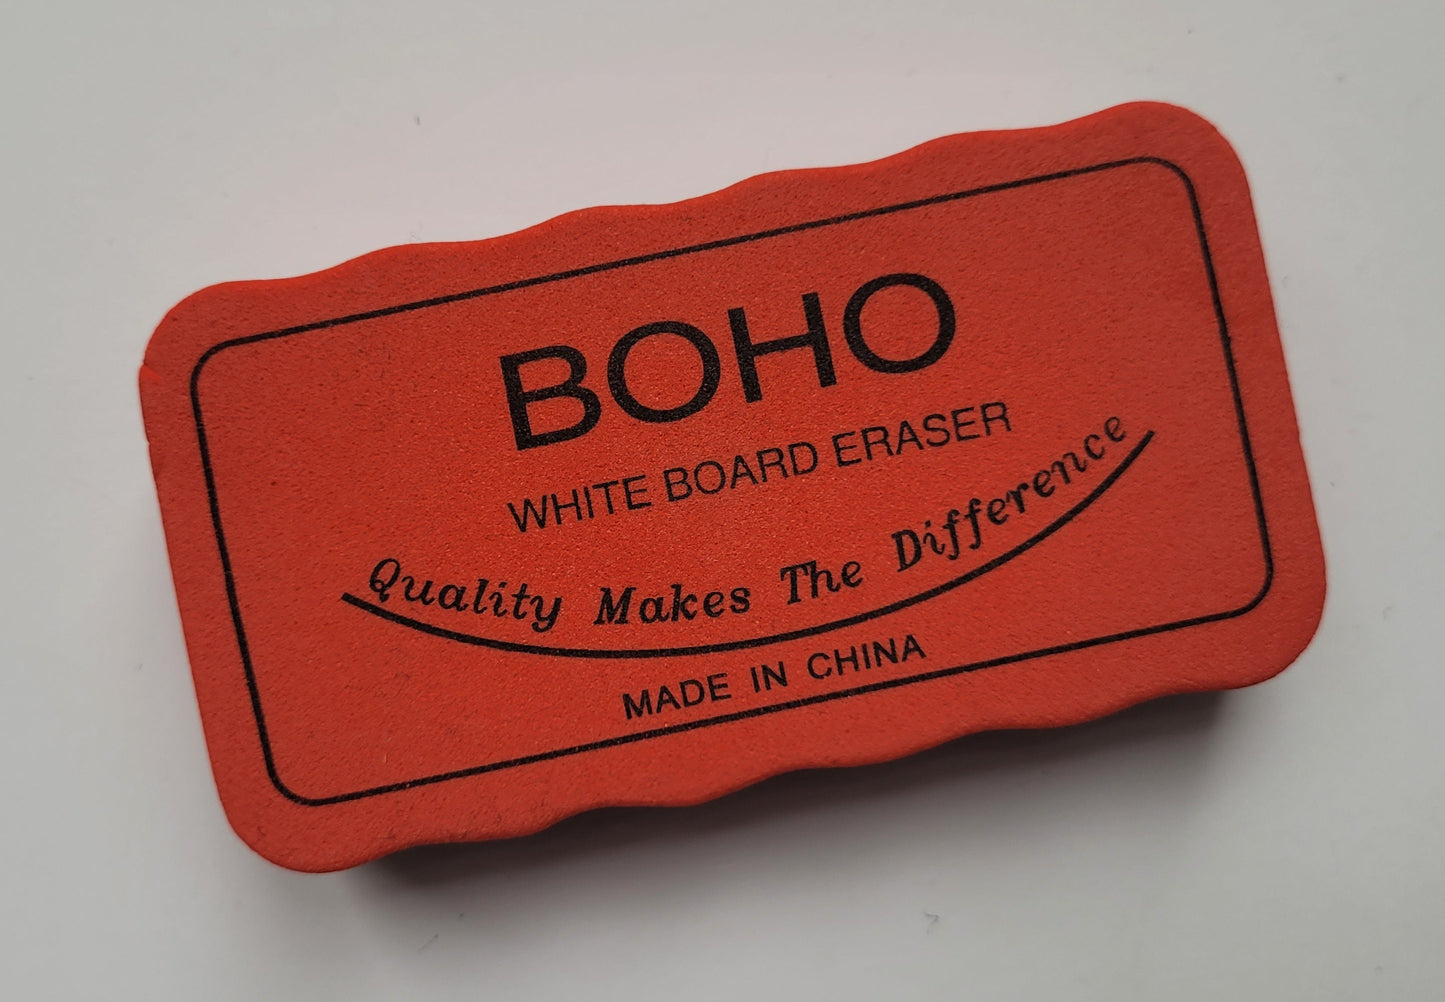 BOHO
WHITE BOARD ERASER
Quality Makes The Difference
MADE IN CHINA